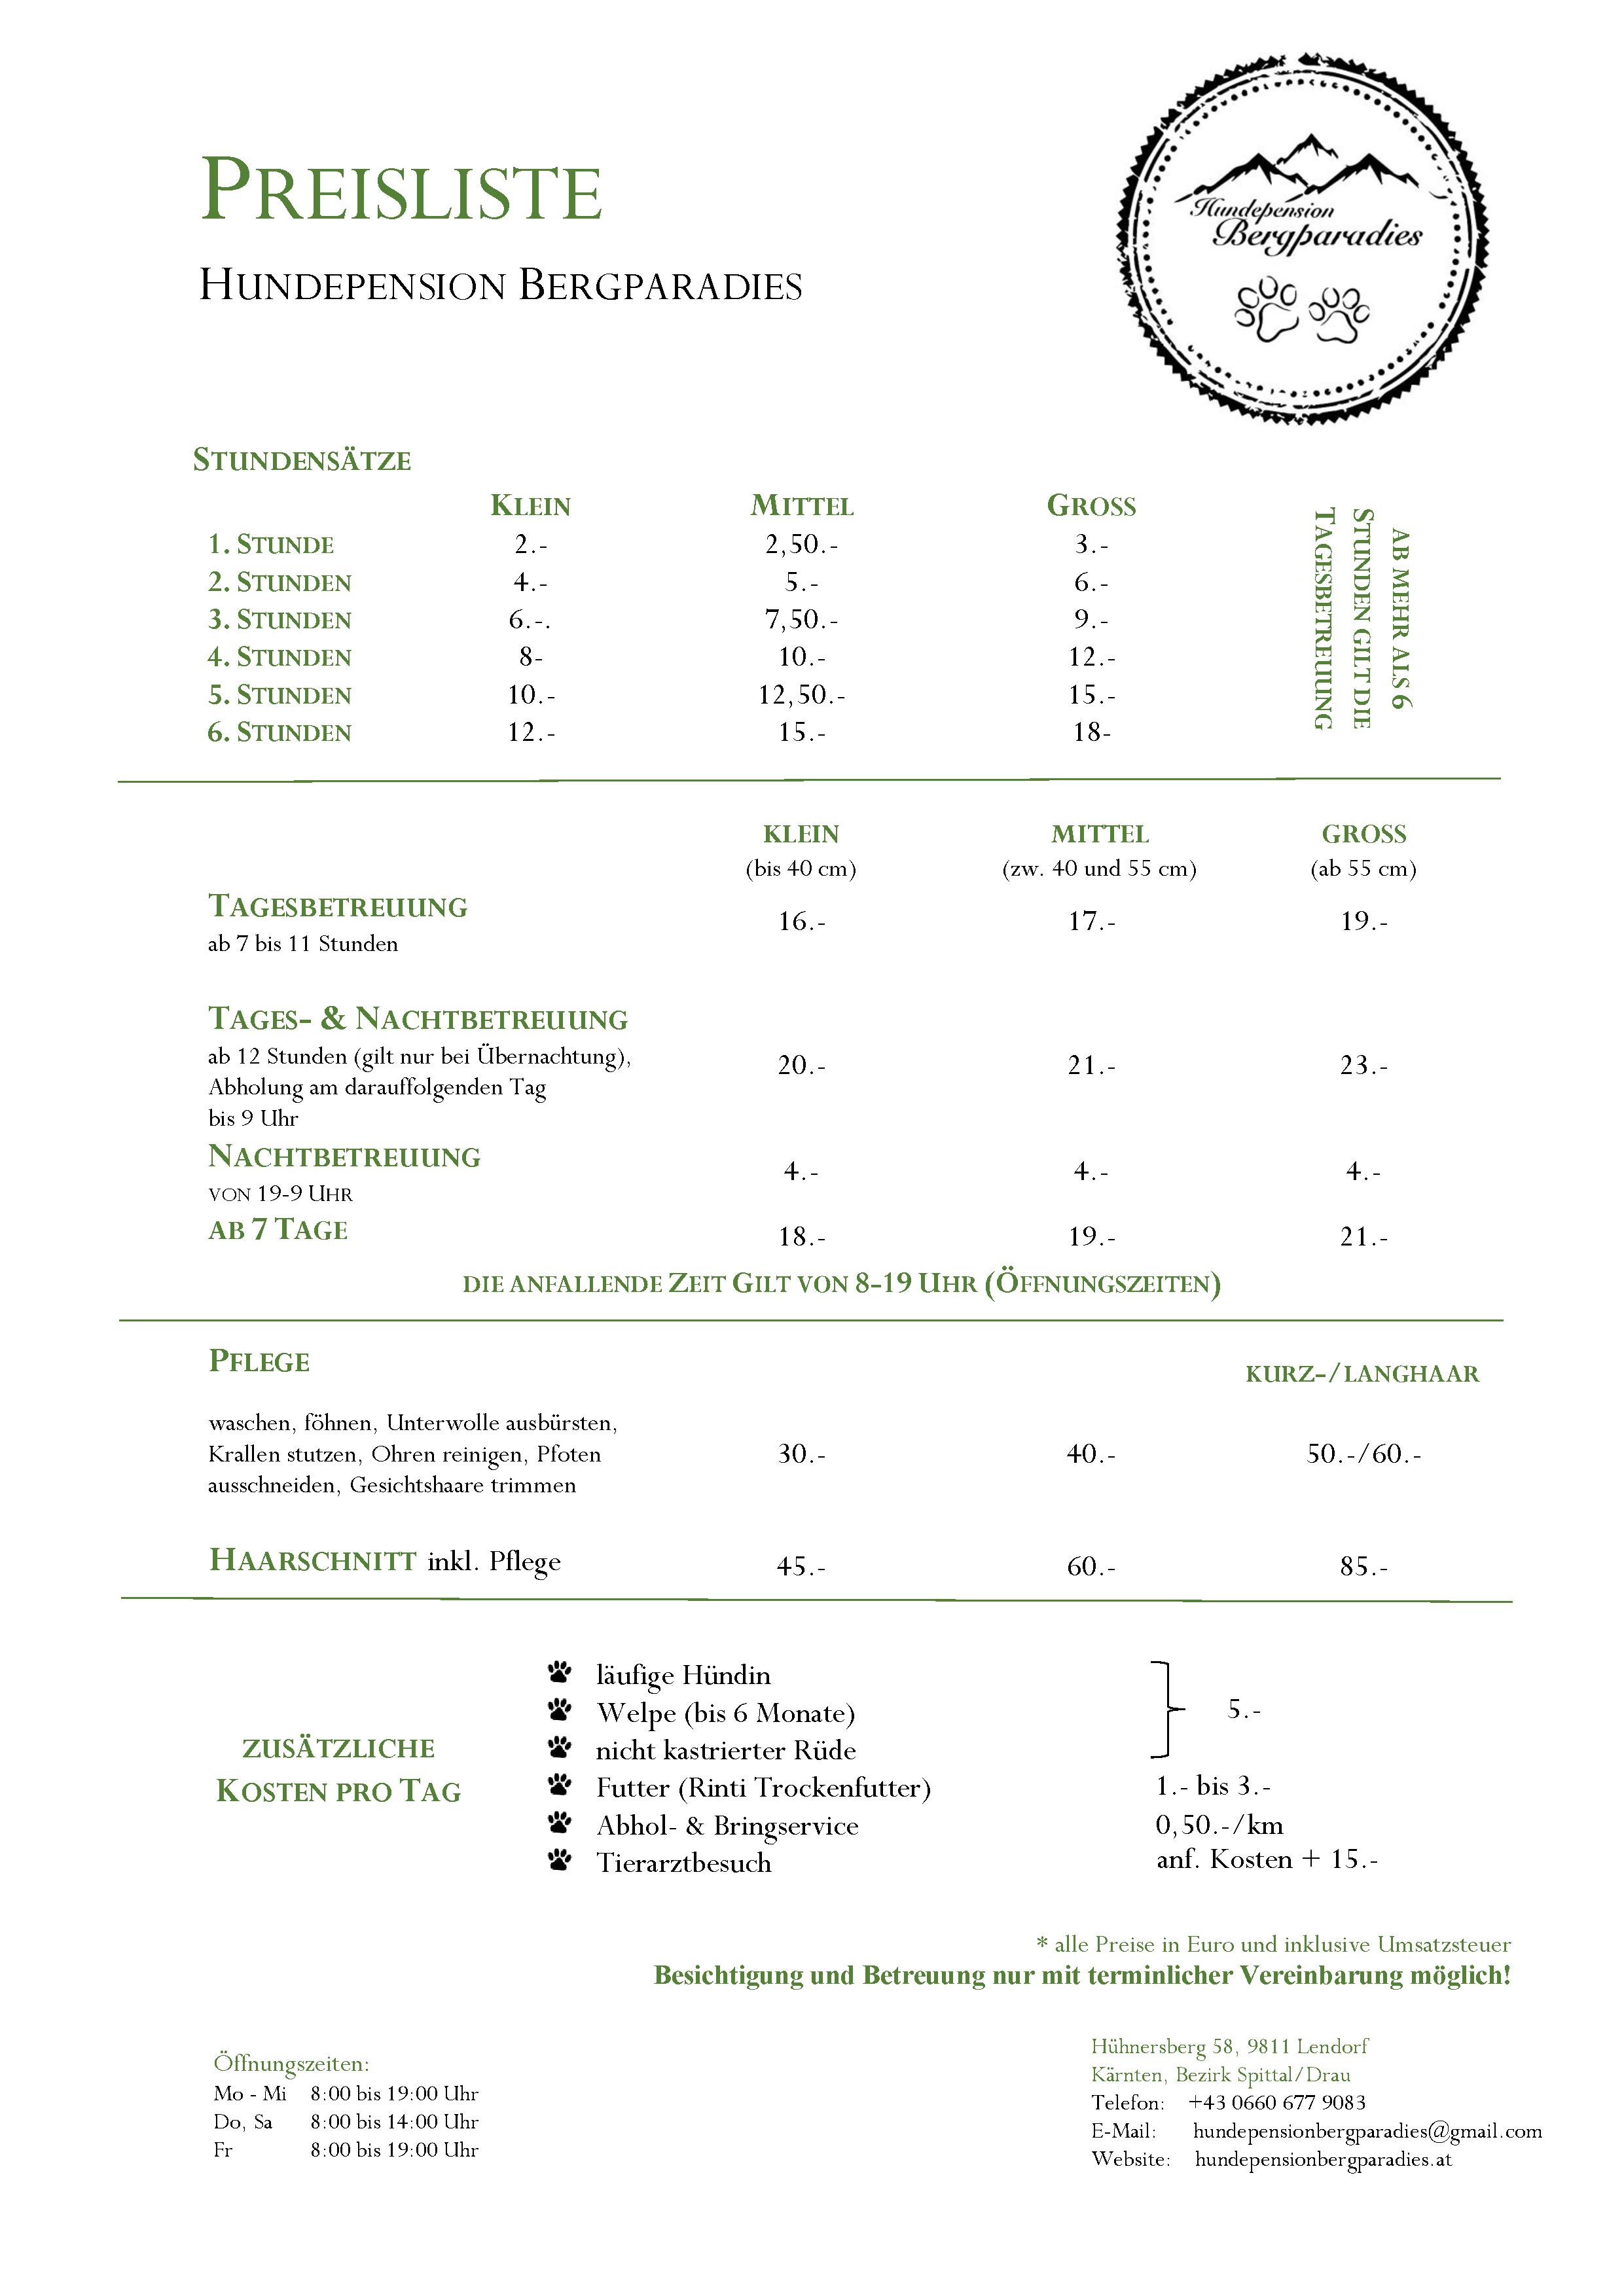 PREISLISTE
HUNDEPENSION BERGPARADIES
Hundepension
Bergparadies
STUNDENSÄTZE
KLEIN MITTEL GROSS
1. STUNDE 2.- 2,50.- 3.-
2. STUNDEN 4.- 5.- 6.-
3. STUNDEN 6.-. 7,50.- 9.-
4. STUNDEN 8- 10.- 12.-
5. STUNDEN 10.- 12,50.- 15.-
6. STUNDEN 12.- 15.- 18-
AB MEHR ALS 6
STUNDEN GILT DIE
TAGESBETREUUNG
KLEIN MITTEL GROSS
(bis 40 cm) (zw. 40 und 55 cm) (ab 55 cm)
TAGESBETREUUNG 16.- 17.- 19.-
ab 7 bis 11 Stunden
TAGES- & NACHTBETREUUNG
ab 12 Stunden (gilt nur bei Übernachtung), 20.- 21.- 23.-
Abholung am darauffolgenden Tag
bis 9 Uhr
NACHTBETREUUNG 4.- 4.- 4.-
VON 19-9 UHR
AB 7 TAGE 18.- 19.- 21.-
DIE ANFALLENDE ZEIT GILT VON 8-19 UHR (ÖFFNUNGSZEITEN)
PFLEGE KURZ-/LANGHAAR
waschen, föhnen, Unterwolle ausbürsten,
Krallen stutzen, Ohren reinigen, Pfoten 30.- 40.- 50.-/60.-
ausschneiden, Gesichtshaare trimmen
HAARSCHNITT inkl. Pflege 45.- 60.- 85.-
ZUSÄTZLICHE
KOSTEN PRO TAG
läufige Hündin
Welpe (bis 6 Monate) 5.-
nicht kastrierter Rüde
Futter (Rinti Trockenfutter) 1.- bis 3.-
Abhol- & Bringservice 0,50.-/km
Tierarztbesuch anf. Kosten + 15.-
* alle Preise in Euro und inklusive Umsatzsteuer
Besichtigung und Betreuung nur mit terminlicher Vereinbarung möglich!
Öffnungszeiten:
Mo - Mi 8:00 bis 19:00 Uhr
Do, Sa 8:00 bis 14:00 Uhr
Fr 8:00 bis 19:00 Uhr
Hühnersberg 58, 9811 Lendorf
Kärnten, Bezirk Spittal/Drau
Telefon: +43 0660 677 9083
E-Mail: hundepensionbergparadies@gmail.com
Website: hundepensionbergparadies.at